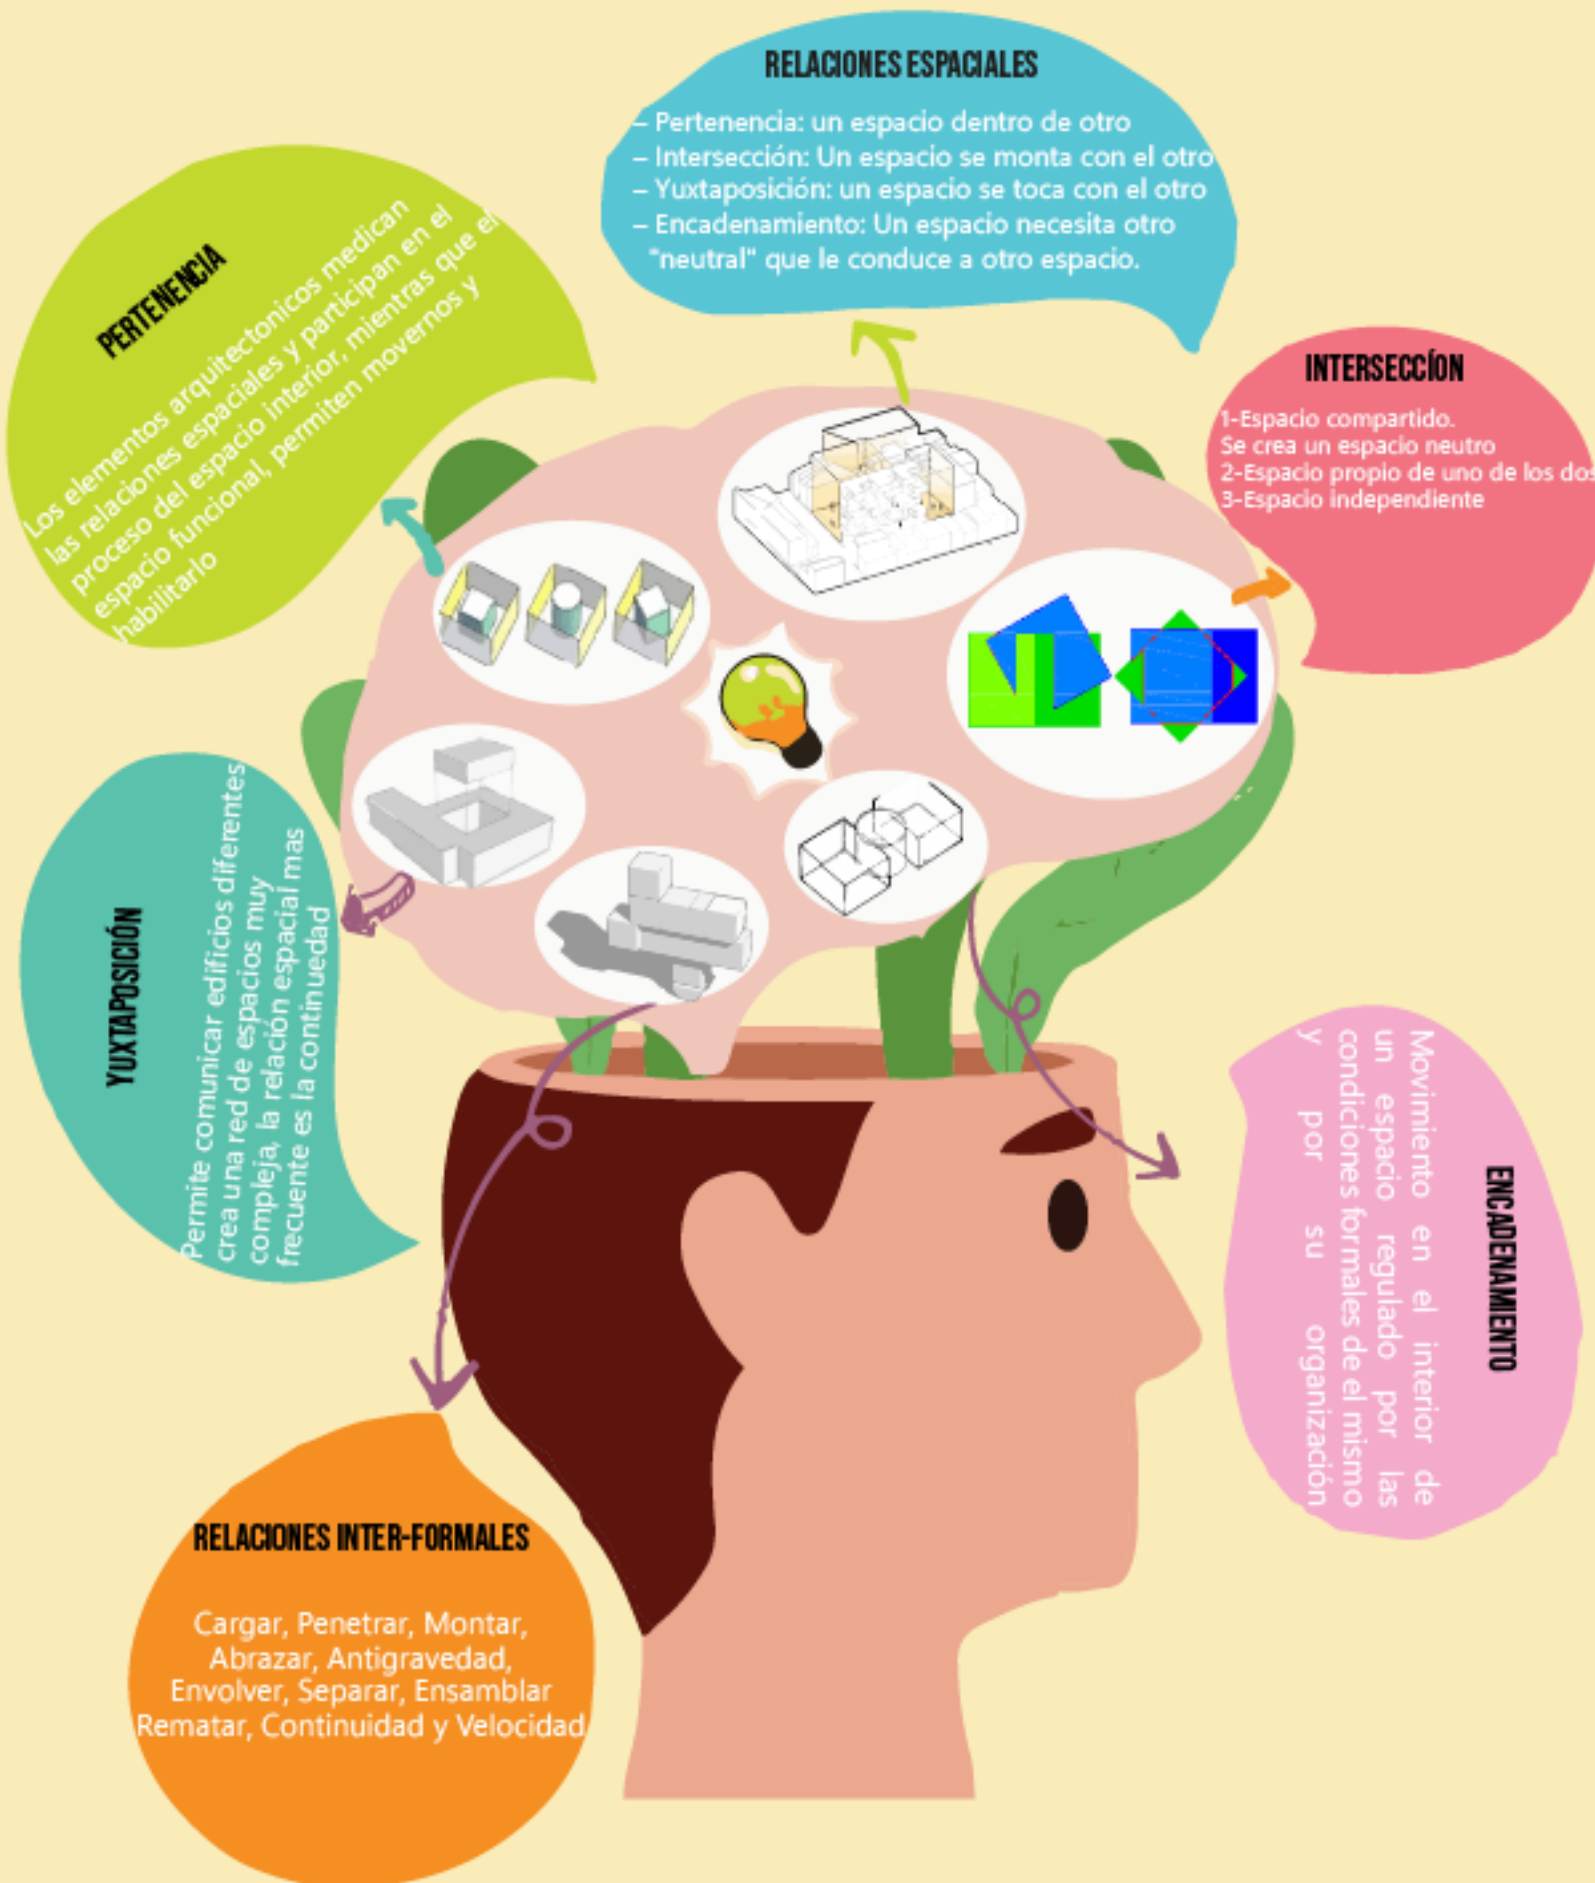 RELACIONES ESPACIALES
– Pertenencia: un espacio dentro de otro
– Intersección: Un espacio se monta con el otro
– Yuxtaposición: un espacio se toca con el otro
– Encadenamiento: Un espacio necesita otro
"neutral" que le conduce a otro espacio.
PERTENENCIA
Los elementos arquitectonicos medican
las relaciones espaciales y participan en el
proceso del espacio interior, mientras que el
espacio funcional, permiten movernos y
habilitarlo
INTERSECCÍON
1-Espacio compartido.
Se crea un espacio neutro
2-Espacio propio de uno de los dos
3-Espacio independiente
YUXTAPOSICIÓN
Permite comunicar edificios diferentes
crea una red de espacios muy
compleja, la relación espacial mas
frecuente es la continuedad
ENCADENAMIENTO
Movimiento en el interior de
un espacio regulado por las
condiciones formales de el mismo
y por su organización
RELACIONES INTER-FORMALES
Cargar, Penetrar, Montar,
Abrazar, Antigravedad,
Envolver, Separar, Ensamblar
Rematar, Continuidad y Velocidad